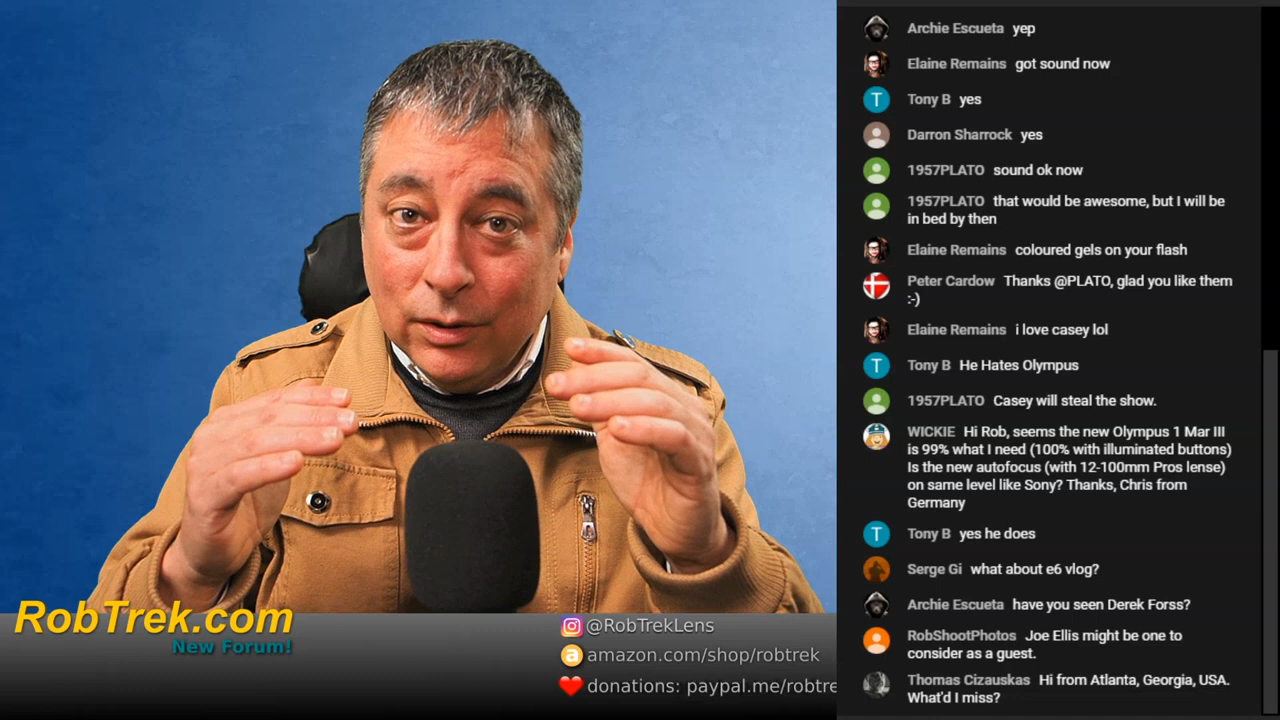 RobTrek.com
New Forum!
@RobTrekLens
a amazon.com/shop/robtrek
donations: paypal.me/robtre
Archie Escueta yep
Elaine Remains got sound now
T Tony B yes
Darron Sharrock yes
1957PLATO sound ok now
1957PLATO that would be awesome, but I will be
in bed by then
Elaine Remains coloured gels on your flash
Peter Cardow Thanks @PLATO, glad you like them
:-)
Elaine Remains i love casey lol
T Tony B He Hates Olympus
1957PLATO Casey will steal the show.
WICKIE Hi Rob, seems the new Olympus 1 Mar III
is 99% what I need (100% with illuminated buttons)
Is the new autofocus (with 12-100mm Pros lense)
on same level like Sony? Thanks, Chris from
Germany
T Tony B yes he does
Serge Gi what about e6 vlog?
Archie Escueta have you seen Derek Forss?
RobShootPhotos Joe Ellis might be one to
consider as a guest.
Thomas Cizauskas Hi from Atlanta, Georgia, USA.
What'd I miss?